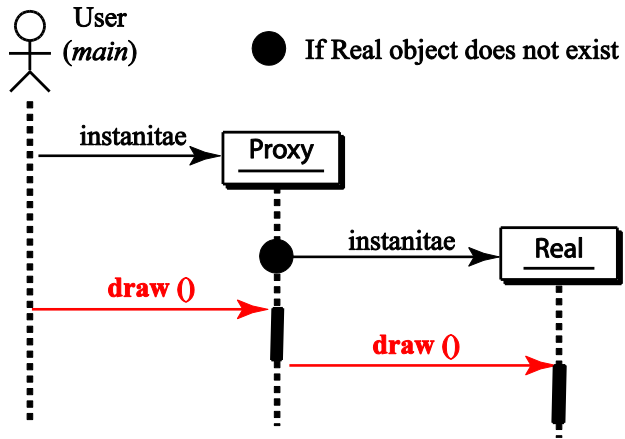 User
(main)
If Real object does not exist
instanitae
Proxy
instanitae
Real
draw ()
draw ()